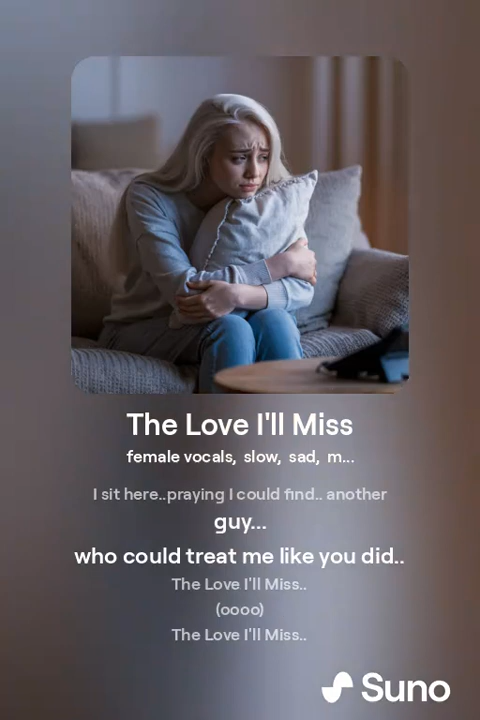 The Love I'll Miss
female vocals, slow, sad, m...
I sit here..praying I could find.. another
guy...
who could treat me like you did..
The Love I'll Miss..
(oooo)
The Love I'll Miss..
Suno